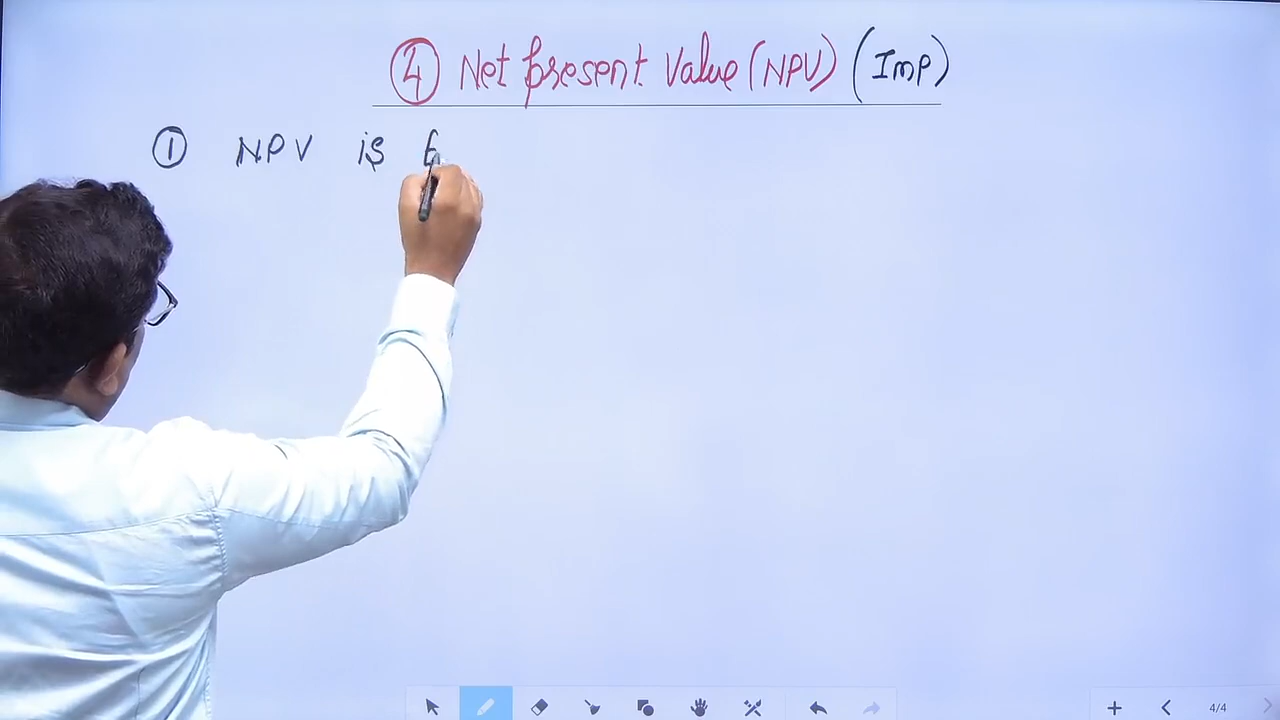 ④ Net present Value (NPV) (Imp)
① NPV is
4/4